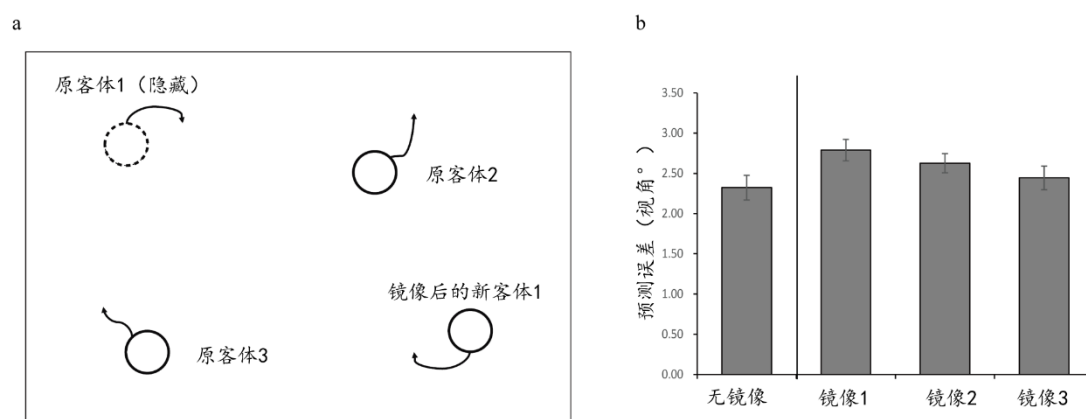 a
原客体1（隐藏）
原客体2
镜像后的新客体1
原客体3
b
预测误差（视角°）
3.50
3.00
2.50
2.00
1.50
1.00
0.50
0.00
无镜像
镜像1
镜像2
镜像3